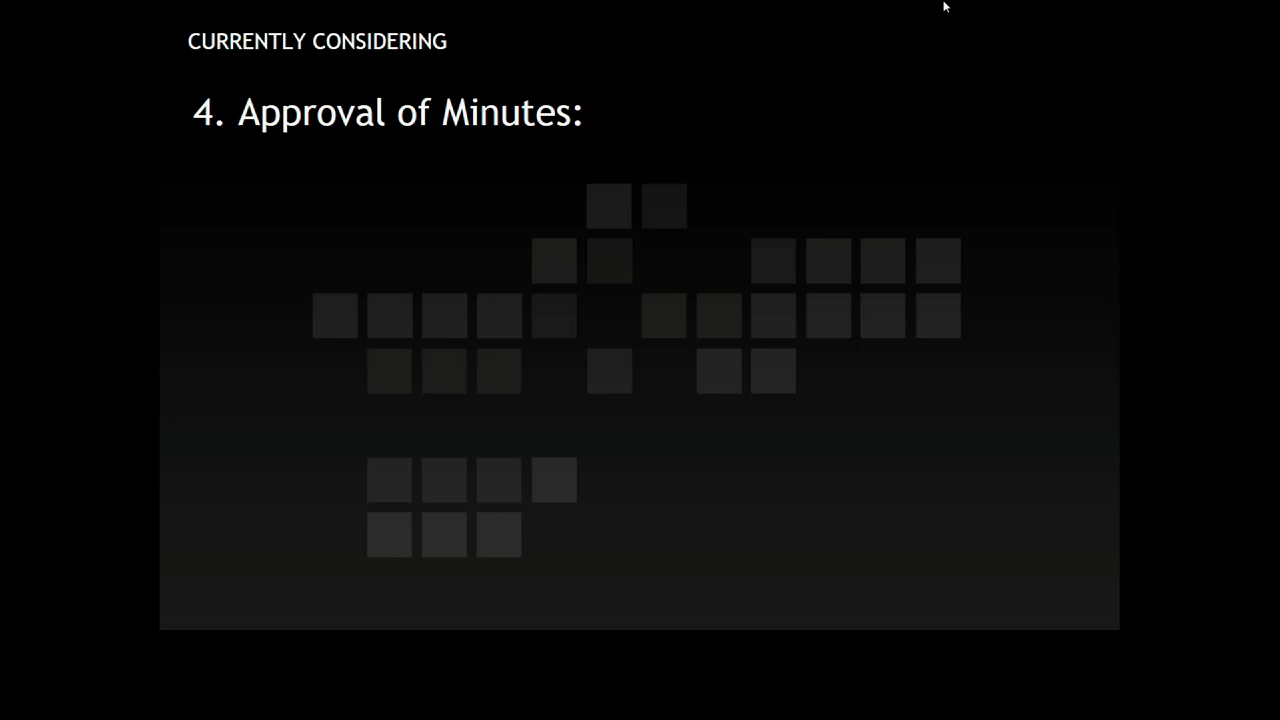 CURRENTLY CONSIDERING
4. Approval of Minutes: